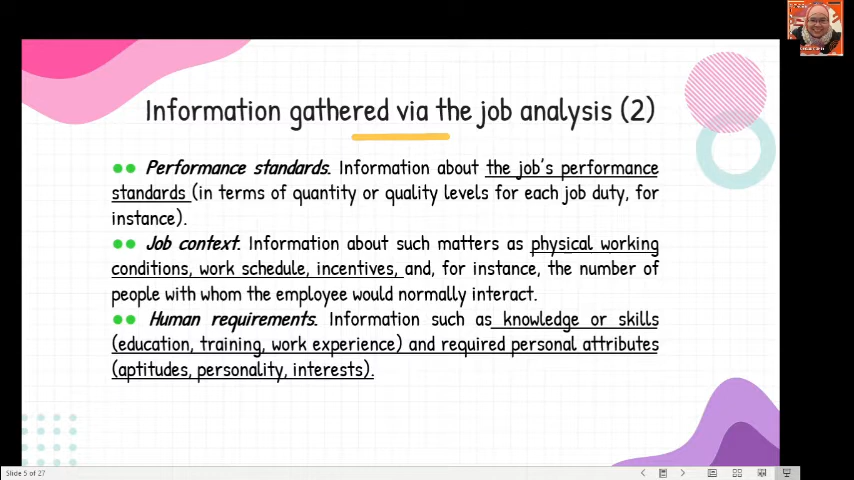 Information gathered via the job analysis (2)
Performance standards. Information about the job's performance
standards (in terms of quantity or quality levels for each job duty, for
instance).
Job context. Information about such matters as physical working
conditions, work schedule, incentives, and, for instance, the number of
people with whom the employee would normally interact.
Human requirements. Information such as knowledge or skills
(education, training, work experience) and required personal attributes
(aptitudes, personality, interests).
Slide 5 of 27